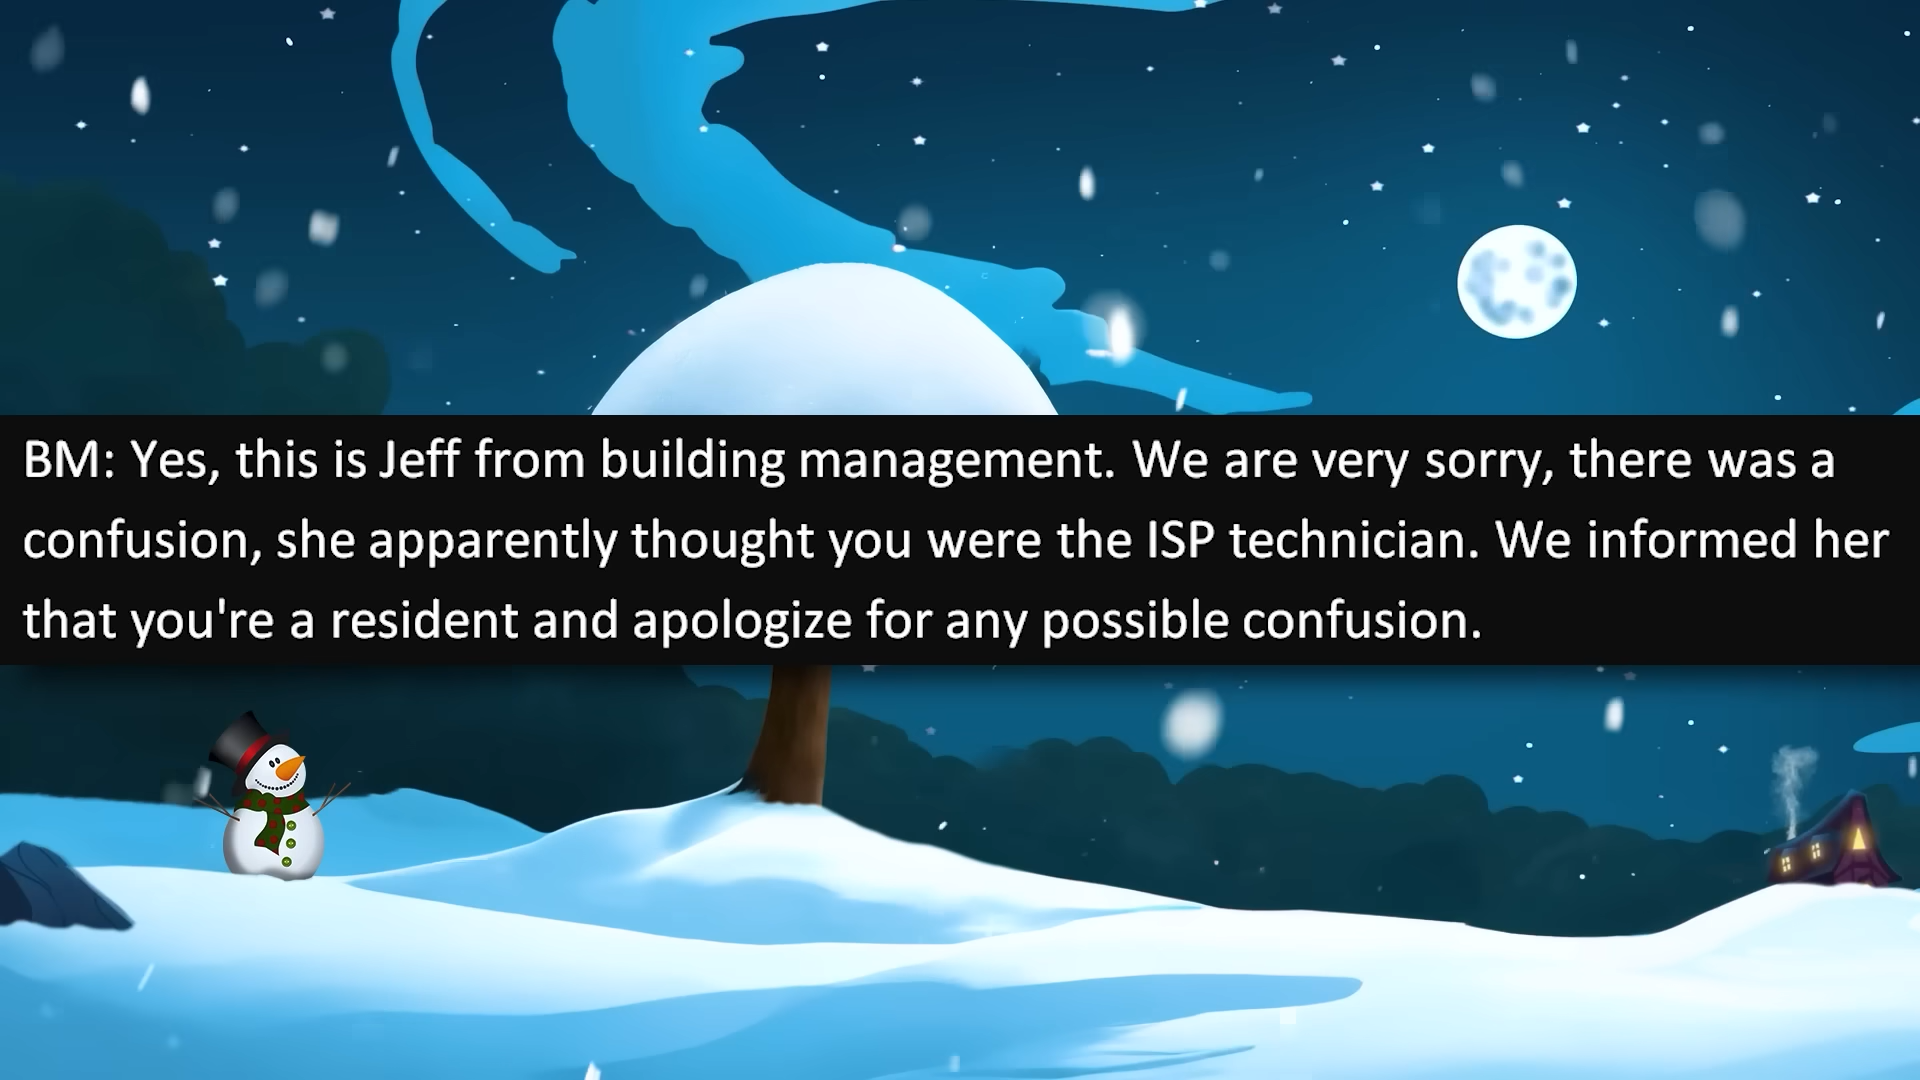 BM: Yes, this is Jeff from building management. We are very sorry, there was a
confusion, she apparently thought you were the ISP technician. We informed her
that you're a resident and apologize for any possible confusion.